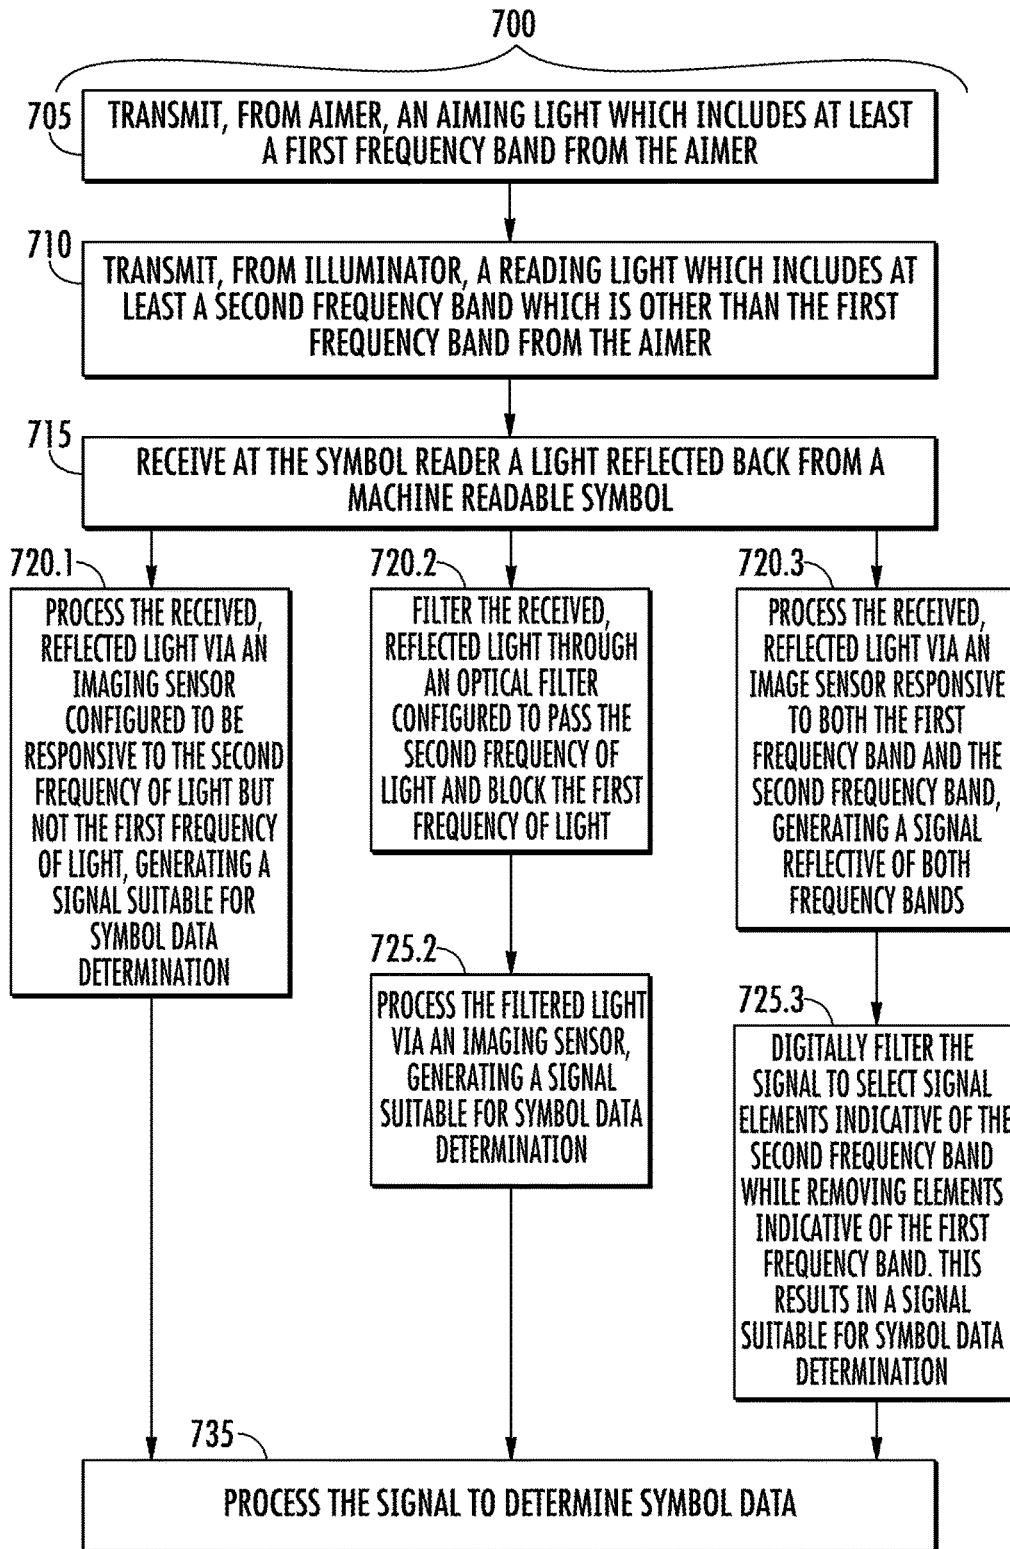 700
705
TRANSMIT, FROM AIMER, AN AIMING LIGHT WHICH INCLUDES AT LEAST
A FIRST FREQUENCY BAND FROM THE AIMER
710
TRANSMIT, FROM ILLUMINATOR, A READING LIGHT WHICH INCLUDES AT
LEAST A SECOND FREQUENCY BAND WHICH IS OTHER THAN THE FIRST
FREQUENCY BAND FROM THE AIMER
715
RECEIVE AT THE SYMBOL READER A LIGHT REFLECTED BACK FROM A
MACHINE READABLE SYMBOL
720.1
PROCESS THE RECEIVED,
REFLECTED LIGHT VIA AN
IMAGING SENSOR
CONFIGURED TO BE
RESPONSIVE TO THE SECOND
FREQUENCY OF LIGHT BUT
NOT THE FIRST FREQUENCY
OF LIGHT, GENERATING A
SIGNAL SUITABLE FOR
SYMBOL DATA
DETERMINATION
720.2
FILTER THE RECEIVED,
REFLECTED LIGHT THROUGH
AN OPTICAL FILTER
CONFIGURED TO PASS THE
SECOND FREQUENCY OF
LIGHT AND BLOCK THE FIRST
FREQUENCY OF LIGHT
725.2
PROCESS THE FILTERED LIGHT
VIA AN IMAGING SENSOR,
GENERATING A SIGNAL
SUITABLE FOR SYMBOL DATA
DETERMINATION
720.3
PROCESS THE RECEIVED,
REFLECTED LIGHT VIA AN
IMAGE SENSOR RESPONSIVE
TO BOTH THE FIRST
FREQUENCY BAND AND THE
SECOND FREQUENCY BAND,
GENERATING A SIGNAL
REFLECTIVE OF BOTH
FREQUENCY BANDS
725.3
DIGITALLY FILTER THE
SIGNAL TO SELECT SIGNAL
ELEMENTS INDICATIVE OF THE
SECOND FREQUENCY BAND
WHILE REMOVING ELEMENTS
INDICATIVE OF THE FIRST
FREQUENCY BAND. THIS
RESULTS IN A SIGNAL
SUITABLE FOR SYMBOL DATA
DETERMINATION
735
PROCESS THE SIGNAL TO DETERMINE SYMBOL DATA